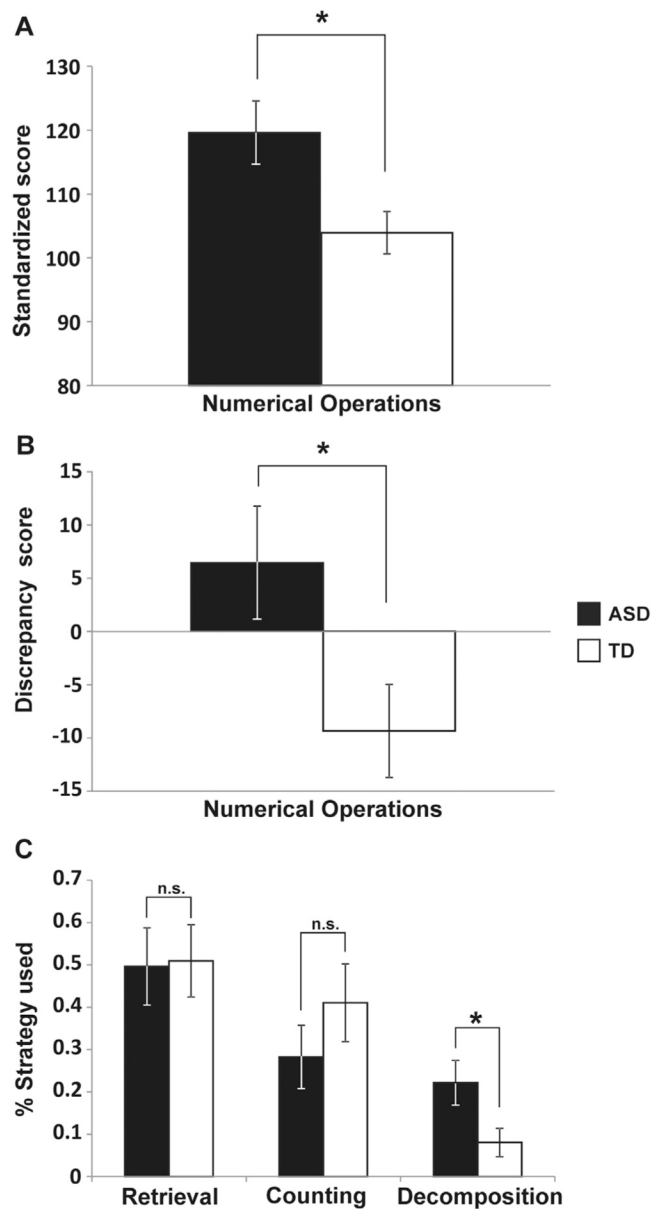 A
*
130
120
110
100
90
80
Standardized score
Numerical Operations
B
*
15
10
5
0
-5
-10
-15
Discrepancy score
Numerical Operations
ASD
TD
C
0.7
0.6
0.5
0.4
0.3
0.2
0.1
0
% Strategy used
n.s.
n.s.
*
Retrieval Counting Decomposition